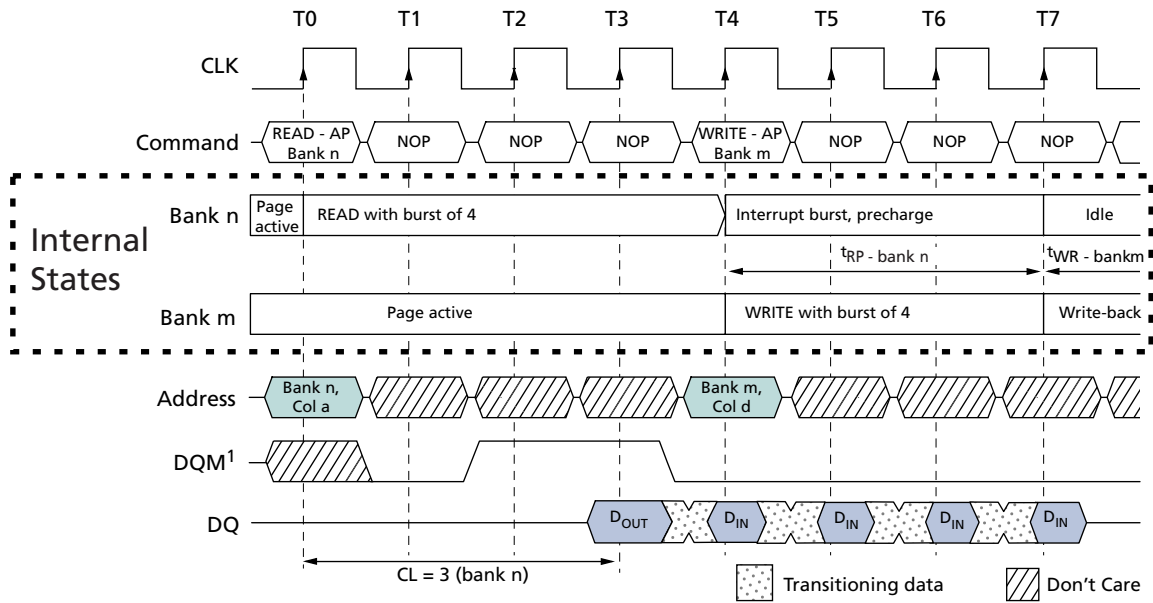 T0 T1 T2 T3 T4 T5 T6 T7
CLK
Command
READ - AP
Bank n
NOP
NOP
NOP
WRITE - AP
Bank m
NOP
NOP
NOP
Internal
States
Bank n
Page
active
READ with burst of 4
Interrupt burst, precharge
Idle
tRP - bank n
tWR - bankm
Bank m
Page active
WRITE with burst of 4
Write-back
Address
Bank n,
Col a
Bank m,
Col d
DQM1
DQ
DOUT
DIN
DIN
DIN
DIN
CL = 3 (bank n)
Transitioning data
Don't Care